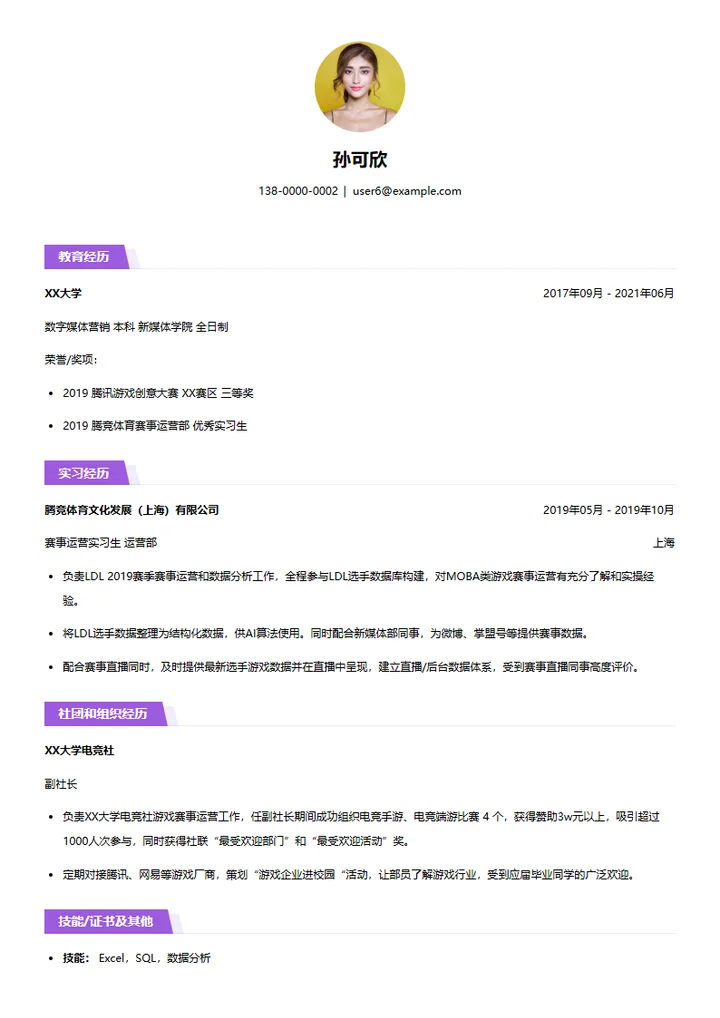 孙可欣
138-0000-0002 | user6@example.com
教育经历
XX大学 2017年09月 - 2021年06月
数字媒体营销 本科 新媒体学院 全日制
荣誉/奖项：
• 2019 腾讯游戏创意大赛 XX赛区 三等奖
• 2019 腾竞体育赛事运营部 优秀实习生
实习经历
腾竞体育文化发展（上海）有限公司 2019年05月 - 2019年10月
赛事运营实习生 运营部 上海
• 负责LDL 2019赛季赛事运营和数据分析工作，全程参与LDL选手数据库构建，对MOBA类游戏赛事运营有充分了解和实操经
验。
• 将LDL选手数据整理为结构化数据，供AI算法使用。同时配合新媒体部同事，为微博、掌盟号等提供赛事数据。
• 配合赛事直播同时，及时提供最新选手游戏数据并在直播中呈现，建立直播/后台数据体系，受到赛事直播同事高度评价。
社团和组织经历
XX大学电竞社
副社长
• 负责XX大学电竞社游戏赛事运营工作，任副社长期间成功组织电竞手游、电竞端游比赛 4 个，获得赞助3w元以上，吸引超过
1000人次参与，同时获得社联“最受欢迎部门”和“最受欢迎活动”奖。
• 定期对接腾讯、网易等游戏厂商，策划“游戏企业进校园“活动，让部员了解游戏行业，受到应届毕业同学的广泛欢迎。
技能/证书及其他
• 技能： Excel，SQL，数据分析